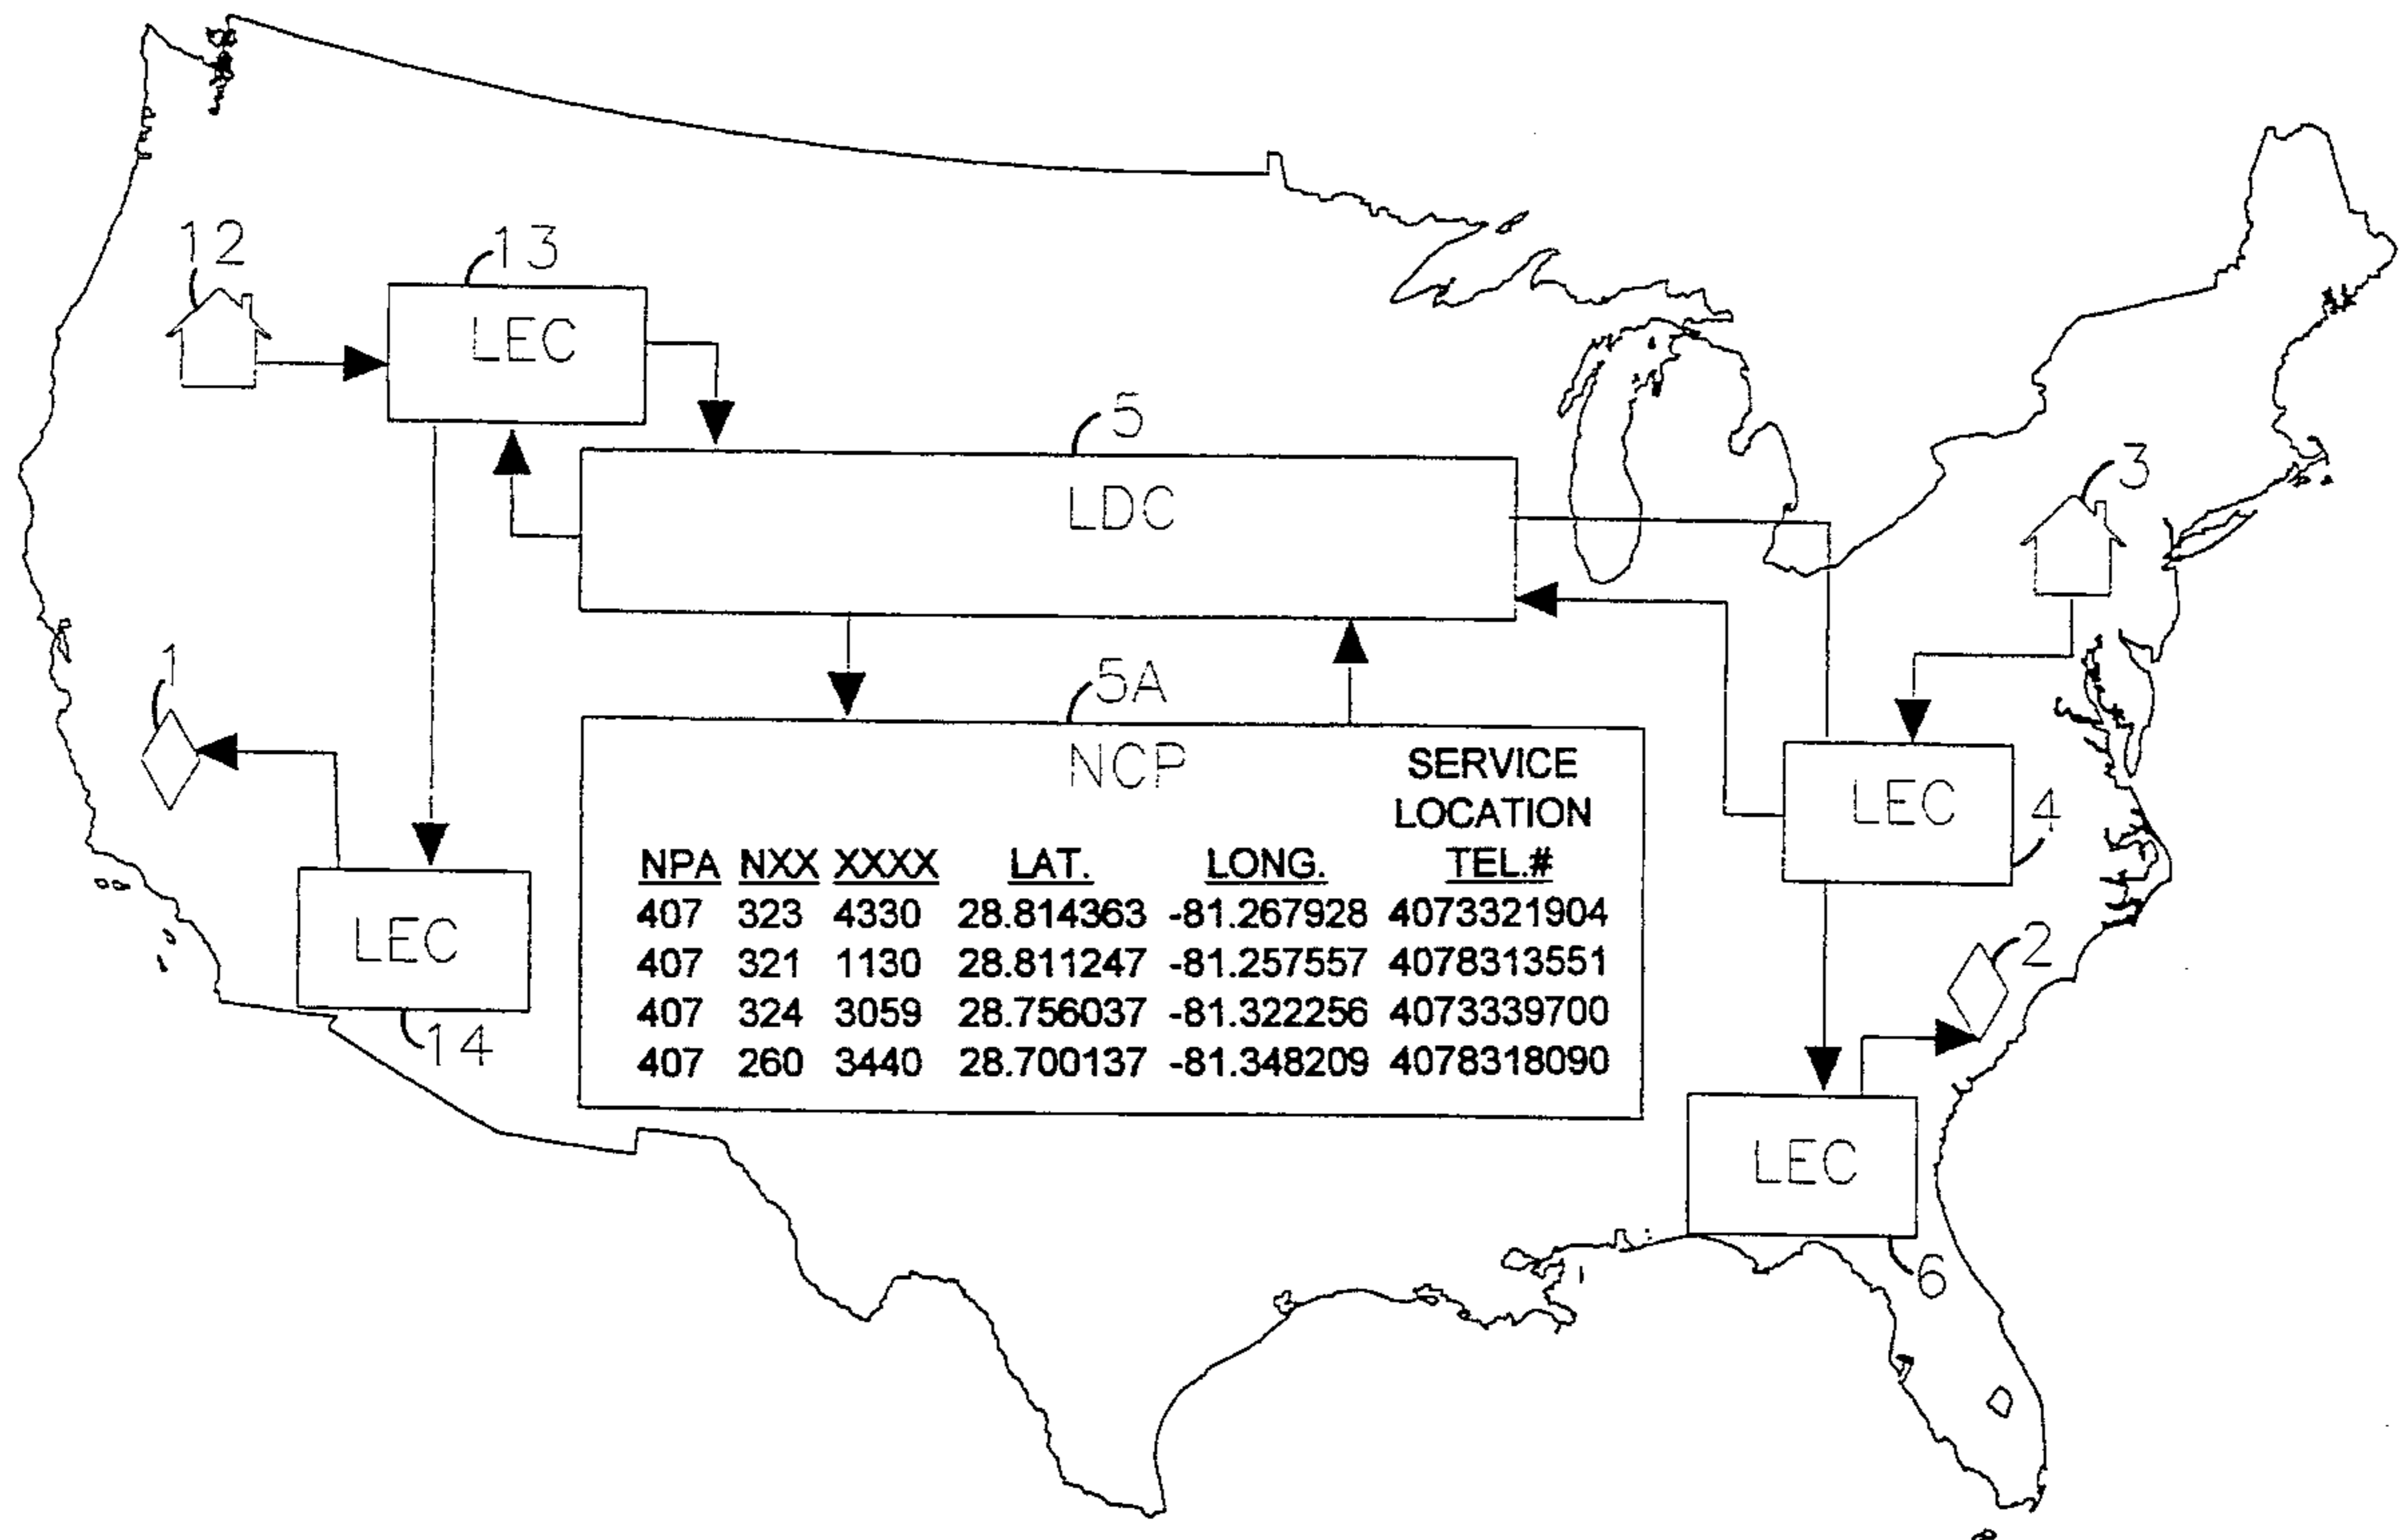 12
13
LEC
5
LDC
3
1
5A
NCP
SERVICE
LOCATION
NPA NXX XXXX LAT. LONG. TEL.#
407 323 4330 28.814363 -81.267928 4073321904
407 321 1130 28.811247 -81.257557 4078313551
407 324 3059 28.756037 -81.322256 4073339700
407 260 3440 28.700137 -81.348209 4078318090
LEC
4
LEC
14
2
LEC
6